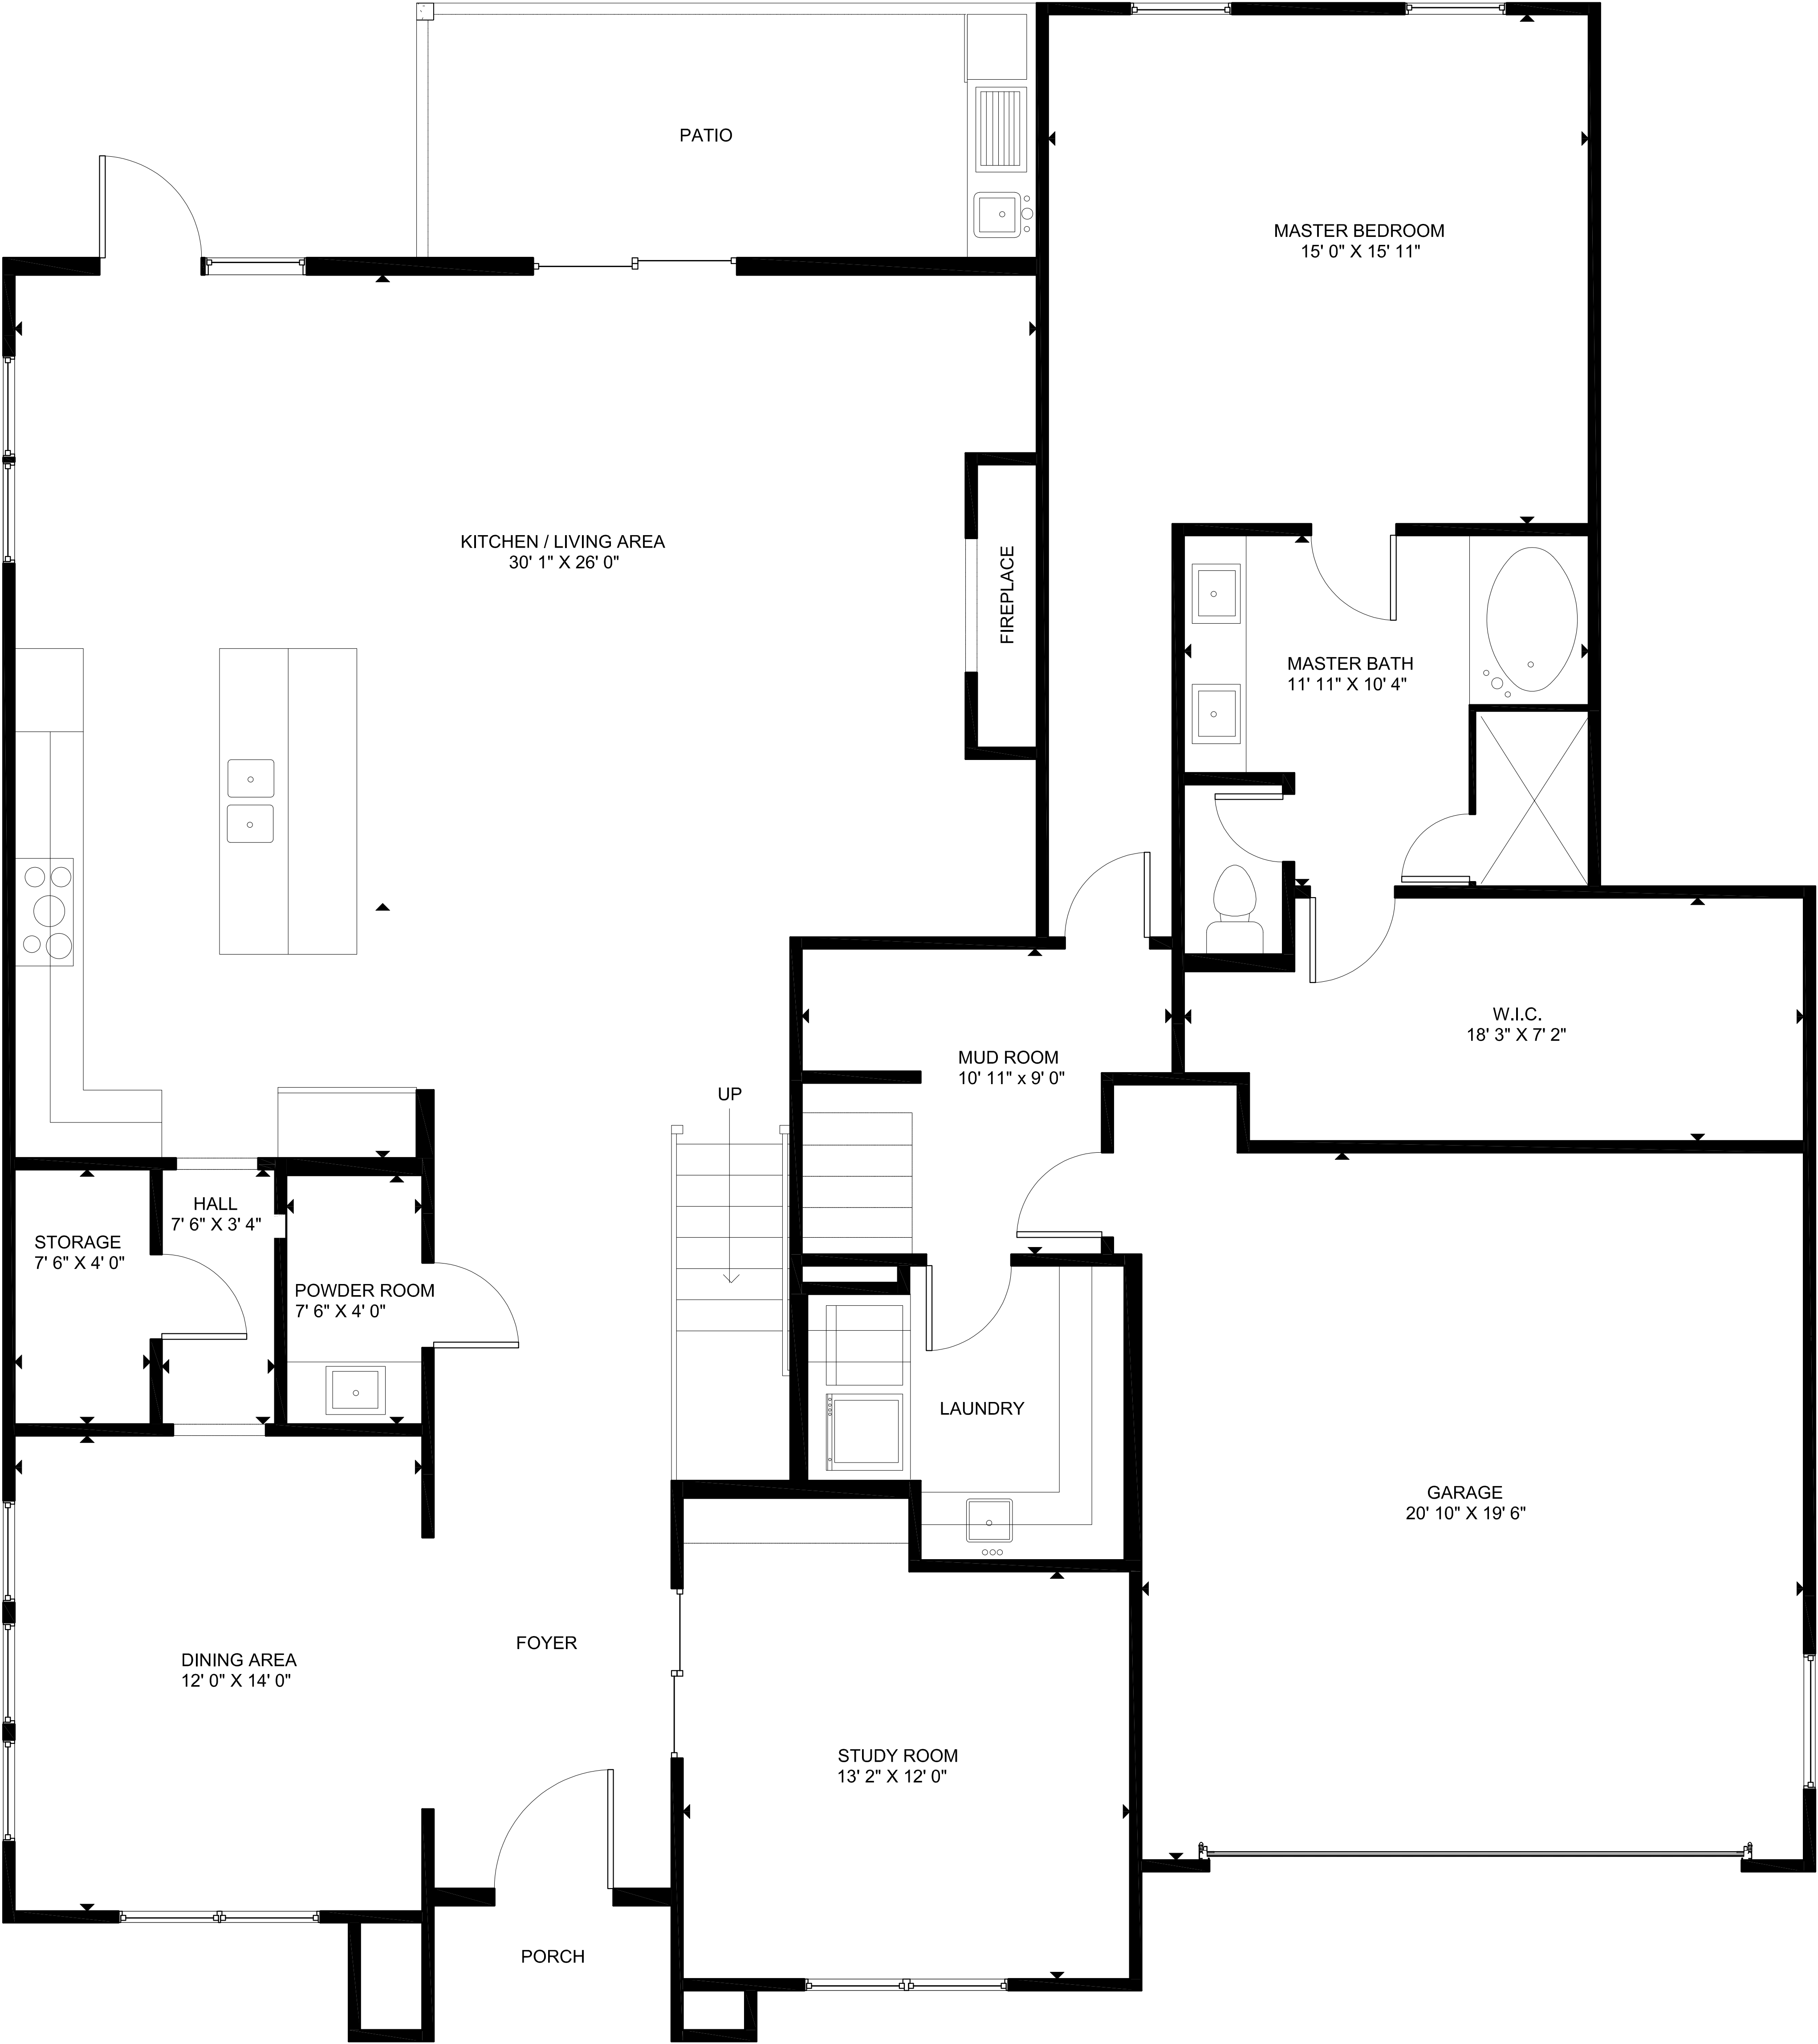 PATIO
MASTER BEDROOM
15' 0" X 15' 11"
KITCHEN / LIVING AREA
30' 1" X 26' 0"
FIREPLACE
MASTER BATH
11' 11" X 10' 4"
W.I.C.
18' 3" X 7' 2"
MUD ROOM
10' 11" x 9' 0"
UP
HALL
7' 6" X 3' 4"
STORAGE
7' 6" X 4' 0"
POWDER ROOM
7' 6" X 4' 0"
LAUNDRY
GARAGE
20' 10" X 19' 6"
FOYER
DINING AREA
12' 0" X 14' 0"
STUDY ROOM
13' 2" X 12' 0"
PORCH